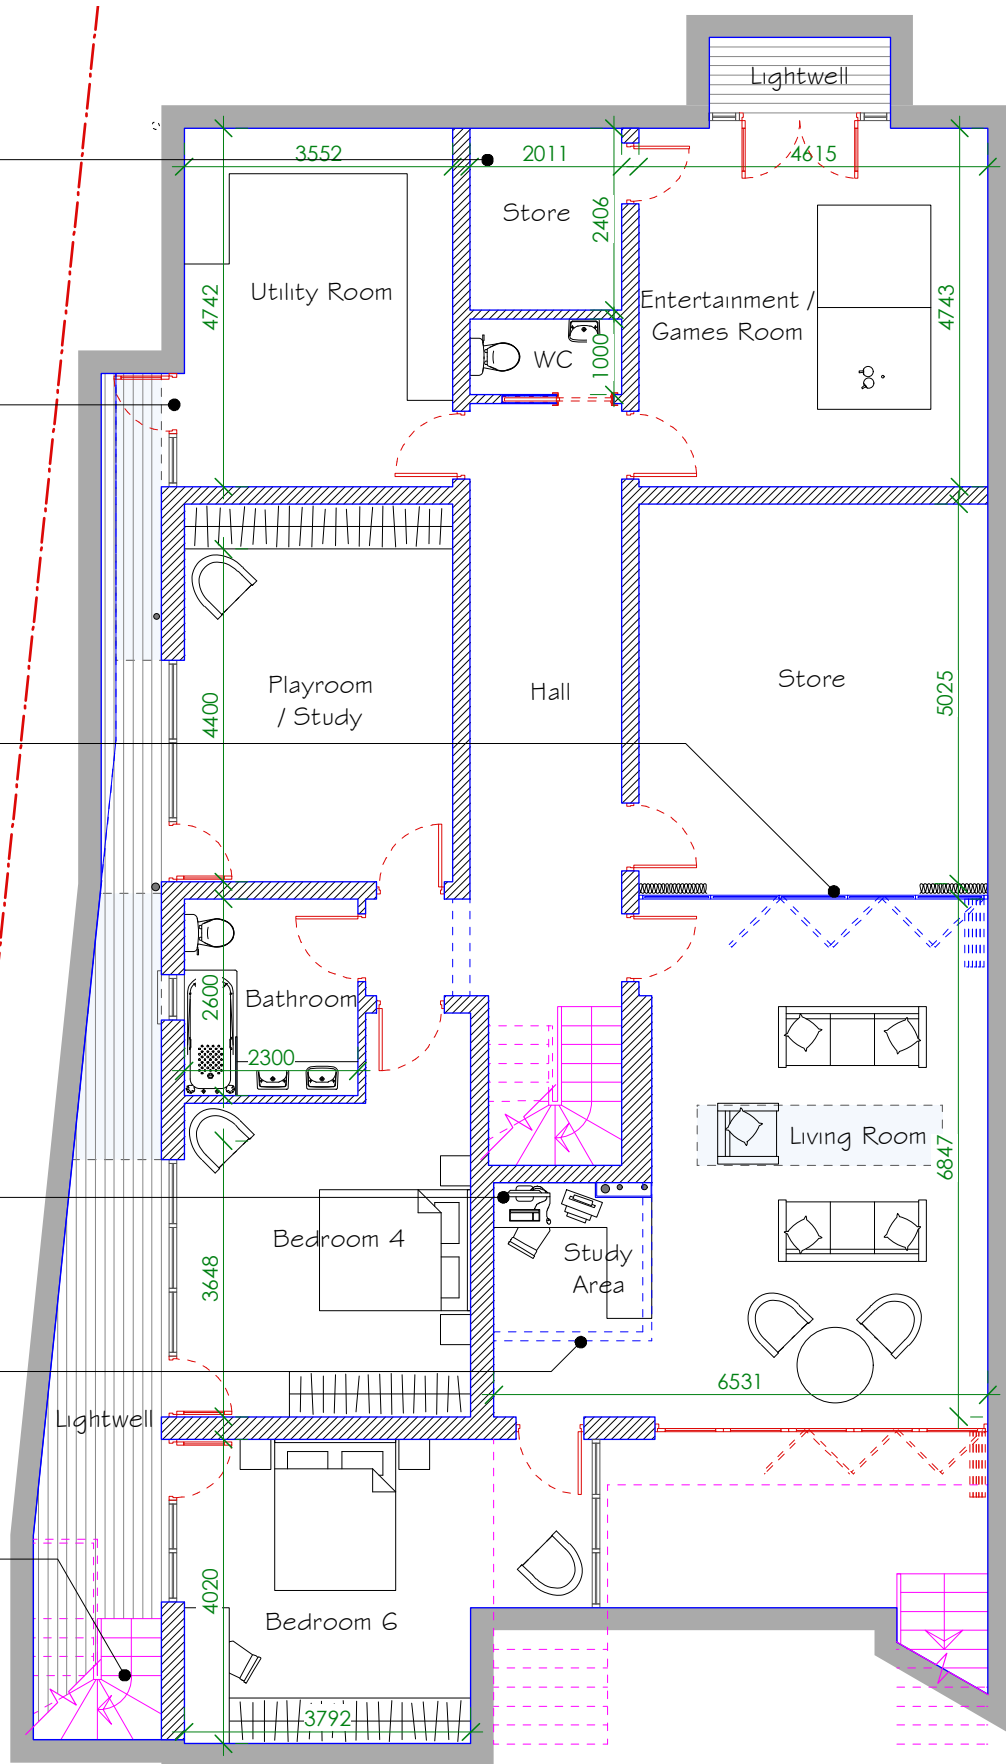 Lightwell
3552
2011
4615
Store
2406
Utility Room
4742
Entertainment /
Games Room
4743
WC
1000
Playroom
/ Study
4400
Hall
Store
5025
Bathroom
2600
2300
Living Room
6847
Bedroom 4
3648
Study
Area
6531
Lightwell
4020
Bedroom 6
3792